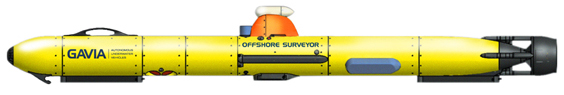 GAVIA
AUTONOMOUS
UNDERWATER
VEHICLE
OFFSHORE SURVEYOR